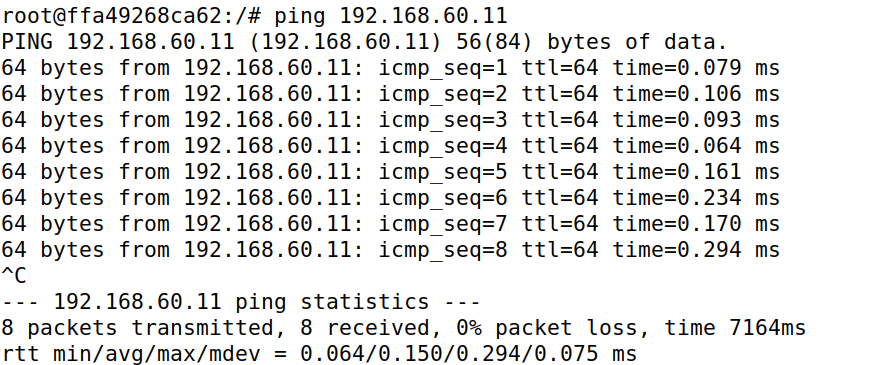 root@ffa49268ca62:/# ping 192.168.60.11
PING 192.168.60.11 (192.168.60.11) 56(84) bytes of data.
64 bytes from 192.168.60.11: icmp_seq=1 ttl=64 time=0.079 ms
64 bytes from 192.168.60.11: icmp_seq=2 ttl=64 time=0.106 ms
64 bytes from 192.168.60.11: icmp_seq=3 ttl=64 time=0.093 ms
64 bytes from 192.168.60.11: icmp_seq=4 ttl=64 time=0.064 ms
64 bytes from 192.168.60.11: icmp_seq=5 ttl=64 time=0.161 ms
64 bytes from 192.168.60.11: icmp_seq=6 ttl=64 time=0.234 ms
64 bytes from 192.168.60.11: icmp_seq=7 ttl=64 time=0.170 ms
64 bytes from 192.168.60.11: icmp_seq=8 ttl=64 time=0.294 ms
^C
--- 192.168.60.11 ping statistics ---
8 packets transmitted, 8 received, 0% packet loss, time 7164ms
rtt min/avg/max/mdev = 0.064/0.150/0.294/0.075 ms